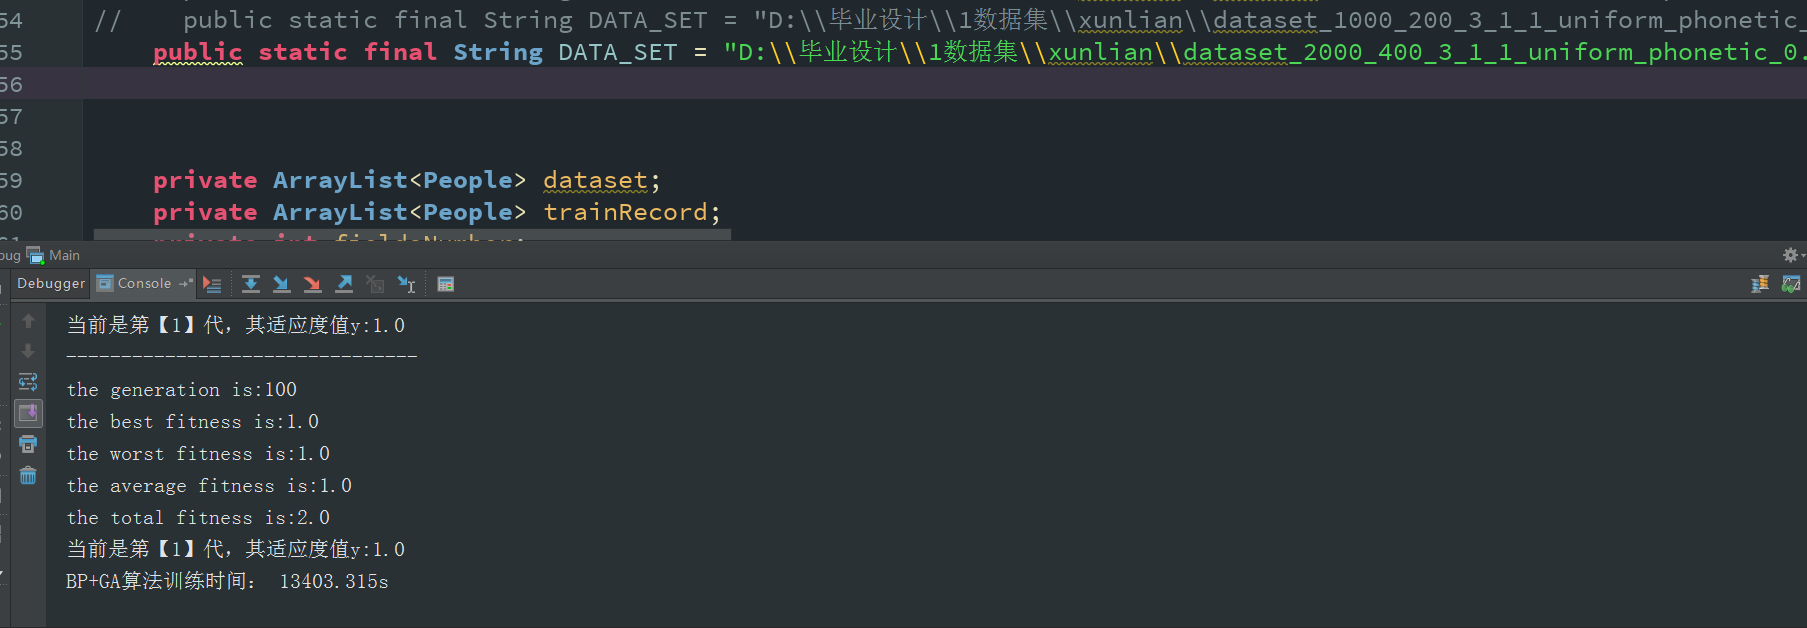 54 //    public static final String DATA_SET = "D:\\毕业设计\\1数据集\\xunlian\\dataset_1000_200_3_1_1_uniform_phonetic_
55 public static final String DATA_SET = "D:\\毕业设计\\1数据集\\xunlian\\dataset_2000_400_3_1_1_uniform_phonetic_0.
56
57
58
59 private ArrayList<People> dataset;
60 private ArrayList<People> trainRecord;
Main
Debugger Console
当前是第【1】代，其适应度值y:1.0
--------------------------------
the generation is:100
the best fitness is:1.0
the worst fitness is:1.0
the average fitness is:1.0
the total fitness is:2.0
当前是第【1】代，其适应度值y:1.0
BP+GA算法训练时间： 13403.315s